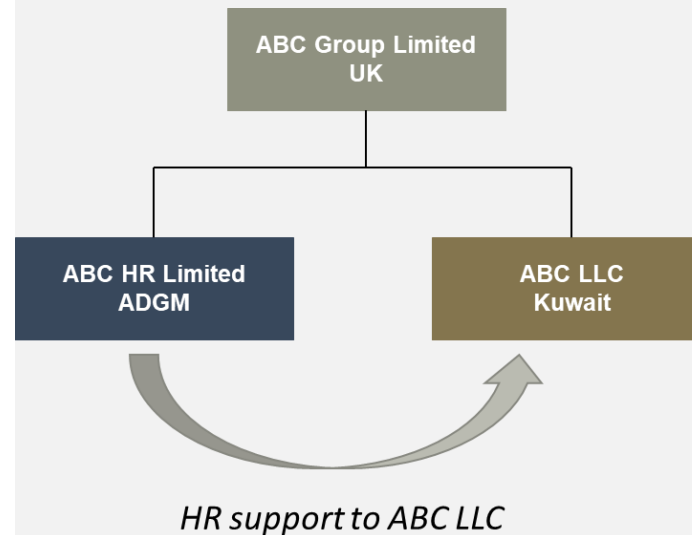 ABC Group Limited
UK
ABC HR Limited
ADGM
ABC LLC
Kuwait
HR support to ABC LLC